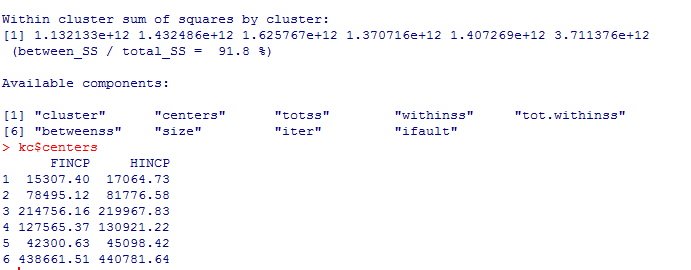 Within cluster sum of squares by cluster:
[1] 1.132133e+12 1.432486e+12 1.625767e+12 1.370716e+12 1.407269e+12 3.711376e+12
 (between_SS / total_SS =  91.8 %)
Available components:
[1] "cluster"      "centers"      "totss"        "withinss"     "tot.withinss"
[6] "betweenss"    "size"         "iter"         "ifault"
> kc$centers
      FINCP     HINCP
1  15307.40  17064.73
2  78495.12  81776.58
3 214756.16 219967.83
4 127565.37 130921.22
5  42300.63  45098.42
6 438661.51 440781.64